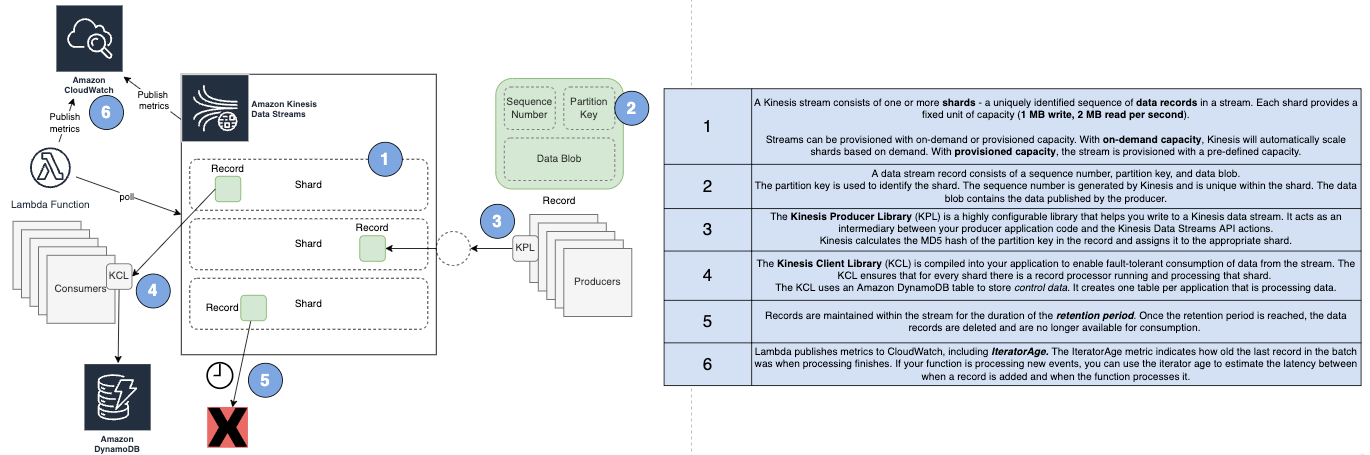 Amazon
CloudWatch
6
Publish
metrics
Publish
metrics
Amazon Kinesis
Data Streams
Lambda Function
poll
1
Record
Shard
Record
Shard
Record
Shard
Consumers
KCL
4
Amazon
DynamoDB
5
X
Sequence
Number
Partition
Key
2
Data Blob
Record
3
KPL
Producers
1
A Kinesis stream consists of one or more shards - a uniquely identified sequence of data records in a stream. Each shard provides a
fixed unit of capacity (1 MB write, 2 MB read per second).
Streams can be provisioned with on-demand or provisioned capacity. With on-demand capacity, Kinesis will automatically scale
shards based on demand. With provisioned capacity, the stream is provisioned with a pre-defined capacity.
2
A data stream record consists of a sequence number, partition key, and data blob.
The partition key is used to identify the shard. The sequence number is generated by Kinesis and is unique within the shard. The data
blob contains the data published by the producer.
3
The Kinesis Producer Library (KPL) is a highly configurable library that helps you write to a Kinesis data stream. It acts as an
intermediary between your producer application code and the Kinesis Data Streams API actions.
Kinesis calculates the MD5 hash of the partition key in the record and assigns it to the appropriate shard.
4
The Kinesis Client Library (KCL) is compiled into your application to enable fault-tolerant consumption of data from the stream. The
KCL ensures that for every shard there is a record processor running and processing that shard.
The KCL uses an Amazon DynamoDB table to store control data. It creates one table per application that is processing data.
5
Records are maintained within the stream for the duration of the retention period. Once the retention period is reached, the data
records are deleted and are no longer available for consumption.
6
Lambda publishes metrics to CloudWatch, including IteratorAge. The IteratorAge metric indicates how old the last record in the batch
was when processing finishes. If your function is processing new events, you can use the iterator age to estimate the latency between
when a record is added and when the function processes it.